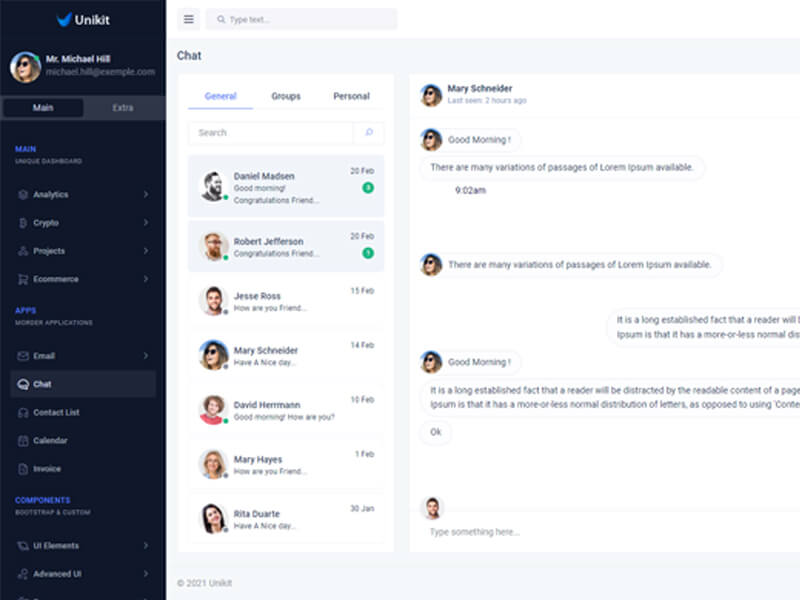 Unikit
Type text...
Mr. Michael Hill
michael.hill@exemple.com
Main
Extra
MAIN
UNIQUE DASHBOARD
Analytics
Crypto
Projects
Ecommerce
APPS
MORDER APPLICATIONS
Email
Chat
Contact List
Calendar
Invoice
COMPONENTS
BOOTSTRAP & CUSTOM
UI Elements
Advanced UI
Chat
General
Groups
Personal
Search
Daniel Madsen
20 Feb
Good morning!
3
Congratulations Friend...
Robert Jefferson
20 Feb
Congratulations Friend...
1
Jesse Ross
15 Feb
How are you Friend...
Mary Schneider
14 Feb
Have A Nice day...
David Herrmann
10 Feb
Good morning! How are you?
Mary Hayes
1 Feb
How are you Friend...
Rita Duarte
30 Jan
Have A Nice day...
Mary Schneider
Last seen: 2 hours ago
Good Morning !
There are many variations of passages of Lorem Ipsum available.
9:02am
There are many variations of passages of Lorem Ipsum available.
It is a long established fact that a reader will
Ipsum is that it has a more-or-less normal dis
Good Morning !
It is a long established fact that a reader will be distracted by the readable content of a page
Ipsum is that it has a more-or-less normal distribution of letters, as opposed to using 'Conte
Ok
Type something here...
© 2021 Unikit